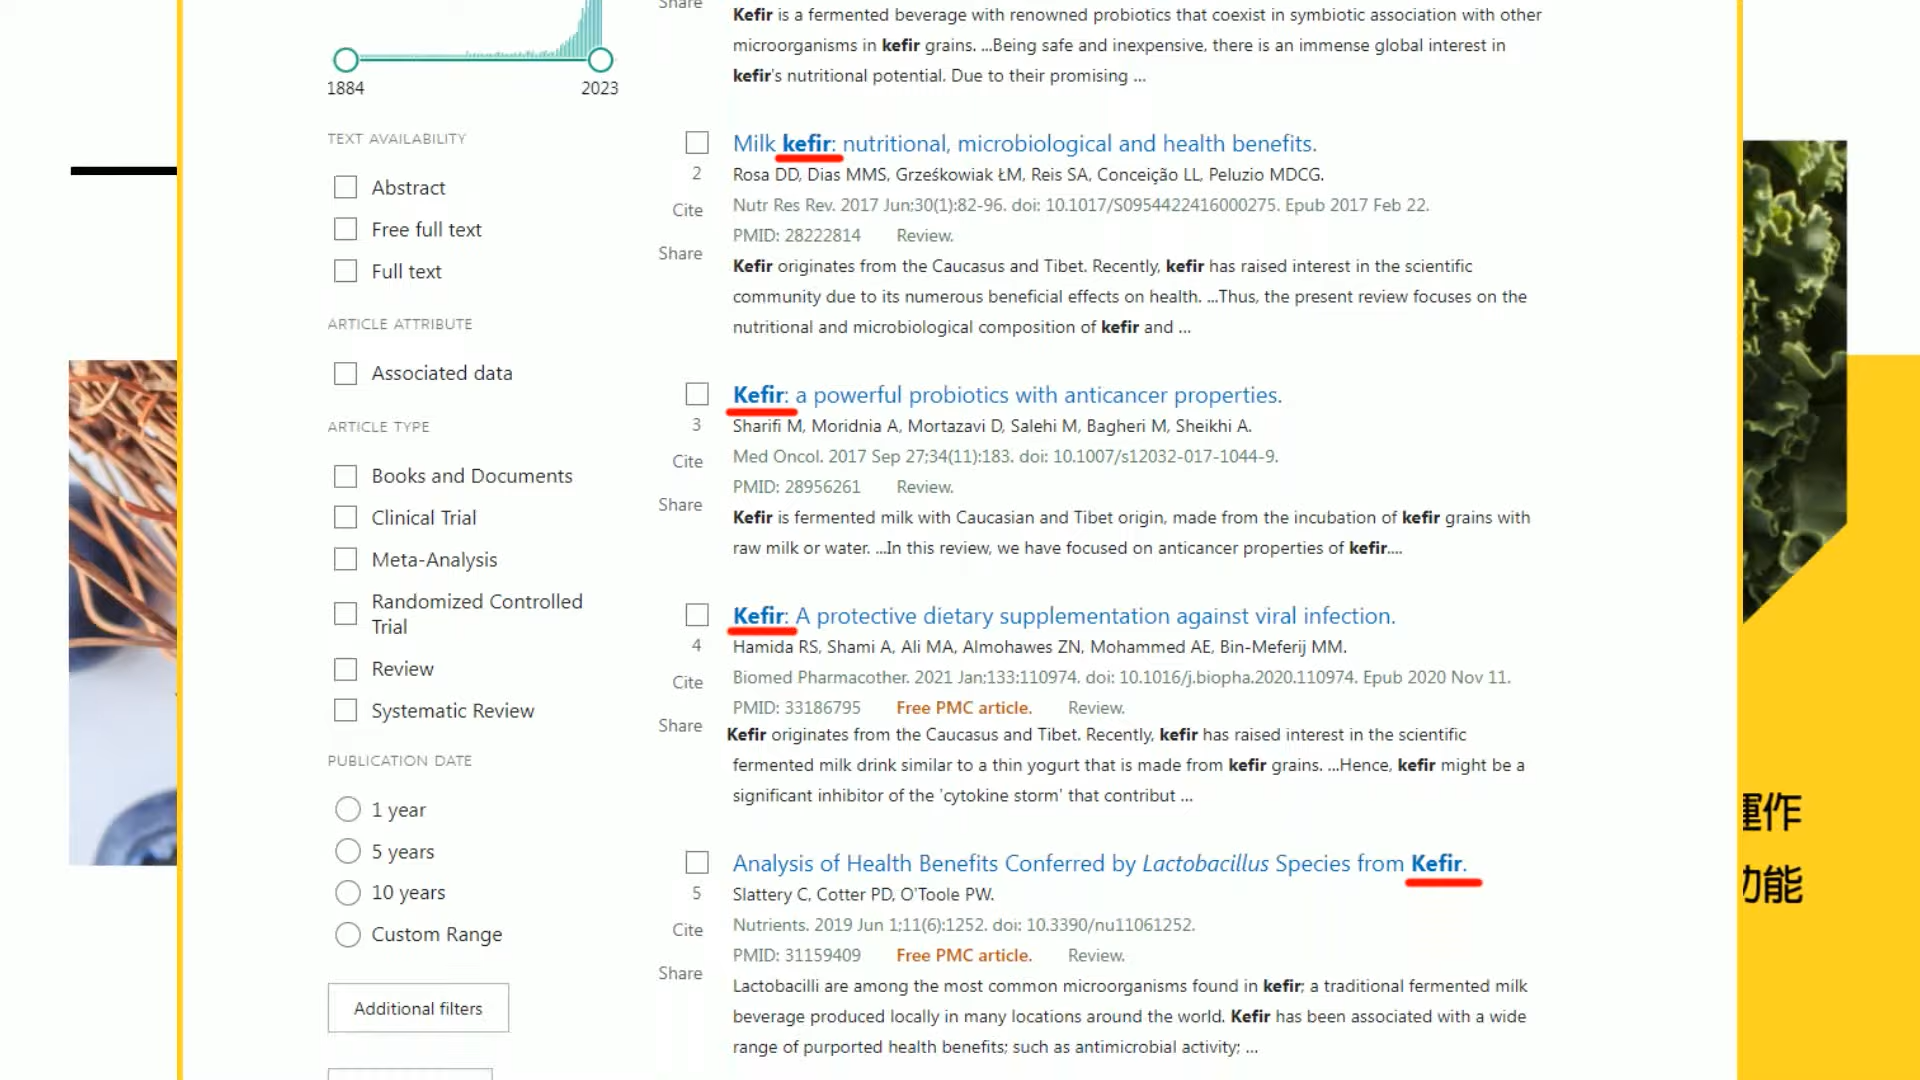 Share
Kefir is a fermented beverage with renowned probiotics that coexist in symbiotic association with other
microorganisms in kefir grains. ...Being safe and inexpensive, there is an immense global interest in
kefir's nutritional potential. Due to their promising ...
1884
2023
TEXT AVAILABILITY
Abstract
Free full text
Full text
ARTICLE ATTRIBUTE
Associated data
ARTICLE TYPE
Books and Documents
Clinical Trial
Meta-Analysis
Randomized Controlled
Trial
Review
Systematic Review
PUBLICATION DATE
1 year
5 years
10 years
Custom Range
Additional filters
Milk kefir: nutritional, microbiological and health benefits.
2
Rosa DD, Dias MMS, Grześkowiak ŁM, Reis SA, Conceição LL, Peluzio MDCG.
Cite
Nutr Res Rev. 2017 Jun;30(1):82-96. doi: 10.1017/S0954422416000275. Epub 2017 Feb 22.
PMID: 28222814 Review.
Share
Kefir originates from the Caucasus and Tibet. Recently, kefir has raised interest in the scientific
community due to its numerous beneficial effects on health. ...Thus, the present review focuses on the
nutritional and microbiological composition of kefir and ...
Kefir: a powerful probiotics with anticancer properties.
3
Sharifi M, Moridnia A, Mortazavi D, Salehi M, Bagheri M, Sheikhi A.
Cite
Med Oncol. 2017 Sep 27;34(11):183. doi: 10.1007/s12032-017-1044-9.
PMID: 28956261 Review.
Share
Kefir is fermented milk with Caucasian and Tibet origin, made from the incubation of kefir grains with
raw milk or water. ...In this review, we have focused on anticancer properties of kefir....
Kefir: A protective dietary supplementation against viral infection.
4
Hamida RS, Shami A, Ali MA, Almohawes ZN, Mohammed AE, Bin-Meferij MM.
Cite
Biomed Pharmacother. 2021 Jan;133:110974. doi: 10.1016/j.biopha.2020.110974. Epub 2020 Nov 11.
PMID: 33186795 Free PMC article. Review.
Share
Kefir originates from the Caucasus and Tibet. Recently, kefir has raised interest in the scientific
fermented milk drink similar to a thin yogurt that is made from kefir grains. ...Hence, kefir might be a
significant inhibitor of the 'cytokine storm' that contribut ...
Analysis of Health Benefits Conferred by Lactobacillus Species from Kefir.
5
Slattery C, Cotter PD, O'Toole PW.
Cite
Nutrients. 2019 Jun 1;11(6):1252. doi: 10.3390/nu11061252.
PMID: 31159409 Free PMC article. Review.
Share
Lactobacilli are among the most common microorganisms found in kefir; a traditional fermented milk
beverage produced locally in many locations around the world. Kefir has been associated with a wide
range of purported health benefits; such as antimicrobial activity; ...
運作
功能